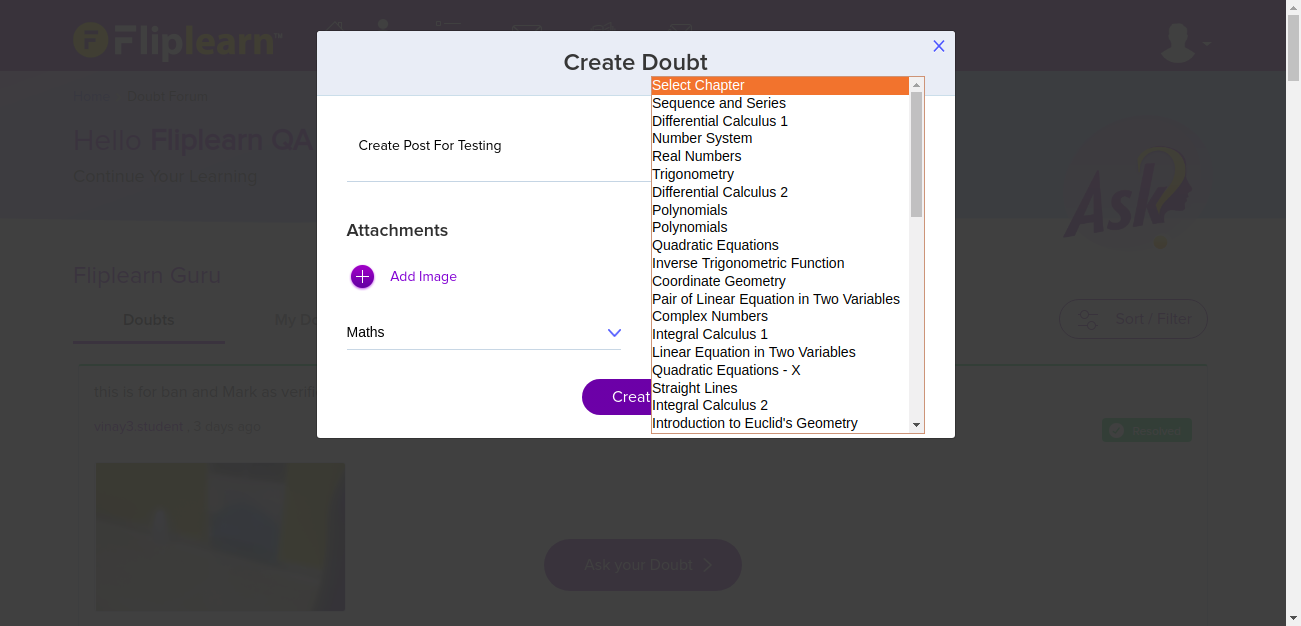 Fliplearn
Create Doubt
Home
Doubt Forum
Hello Fliplearn QA
Continue Your Learning
Create Post For Testing
Ask?
Select Chapter
Sequence and Series
Differential Calculus 1
Number System
Real Numbers
Trigonometry
Differential Calculus 2
Polynomials
Polynomials
Quadratic Equations
Inverse Trigonometric Function
Coordinate Geometry
Pair of Linear Equation in Two Variables
Complex Numbers
Integral Calculus 1
Linear Equation in Two Variables
Quadratic Equations - X
Straight Lines
Integral Calculus 2
Introduction to Euclid's Geometry
Attachments
Add Image
Maths
Creat
Fliplearn Guru
Doubts
My Do
Sort / Filter
this is for ban and Mark as verif
vinay3 student , 3 days ago
Ask your Doubt